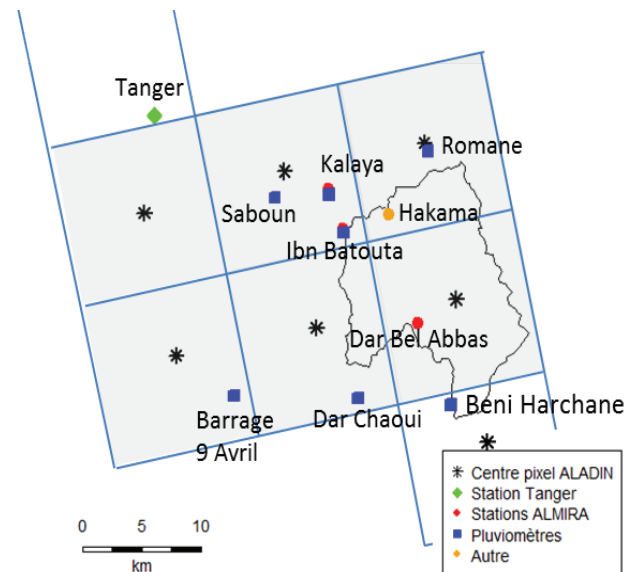 Tanger
Romane
Kalaya
Saboun
Hakama
Ibn Batouta
Dar Bel Abbas
Barrage
9 Avril
Dar Chaoui
Beni Harchane
Centre pixel ALADIN
Station Tanger
Stations ALMIRA
Pluviomètres
Autre
0 5 10
km